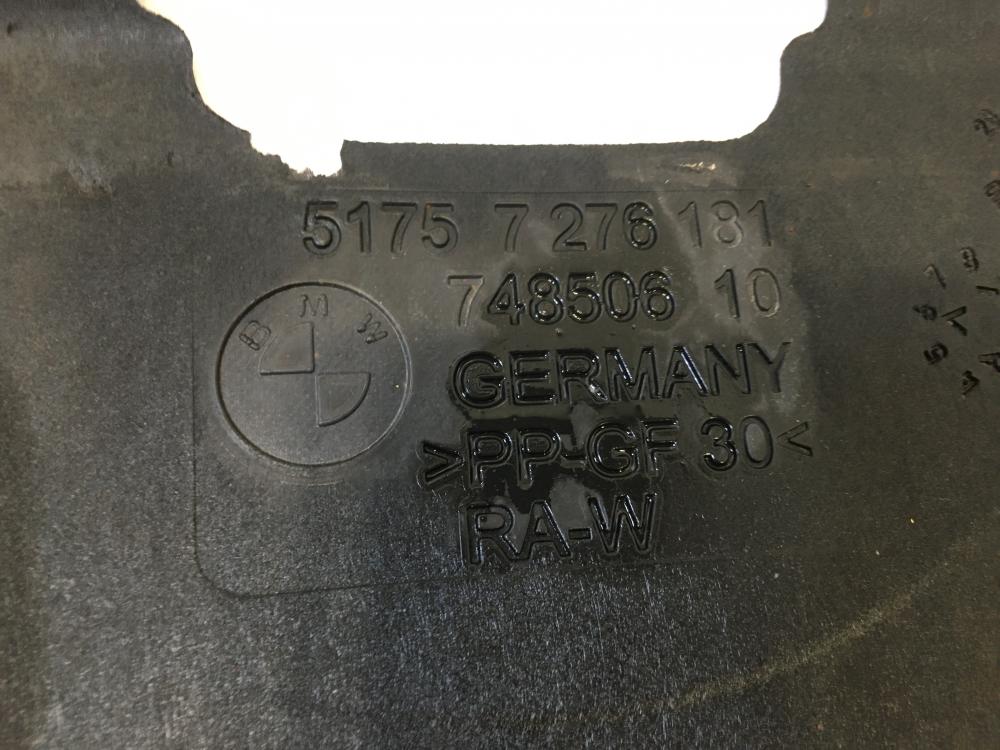 5175 7 276 181
748506 10
BMW
GERMANY
>PP-GF 30<
RA-W